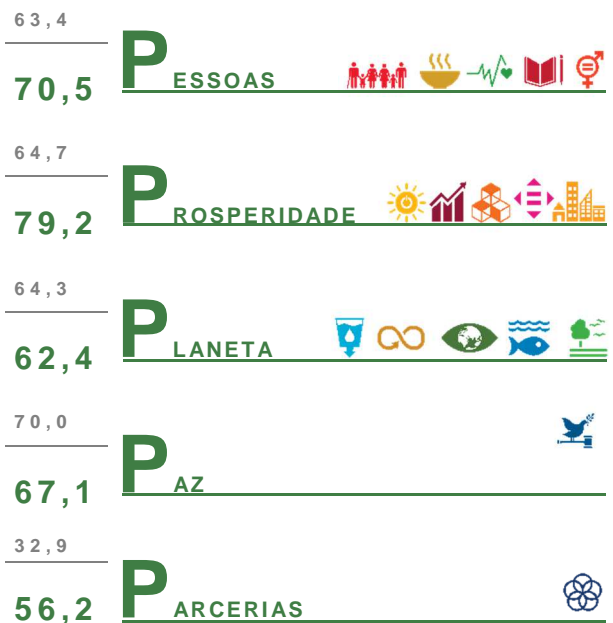 63,4
70,5 PESSOAS
64,7
79,2 PROSPERIDADE
64,3
62,4 PLANETA
70,0
67,1 PAZ
32,9
56,2 PARCERIAS